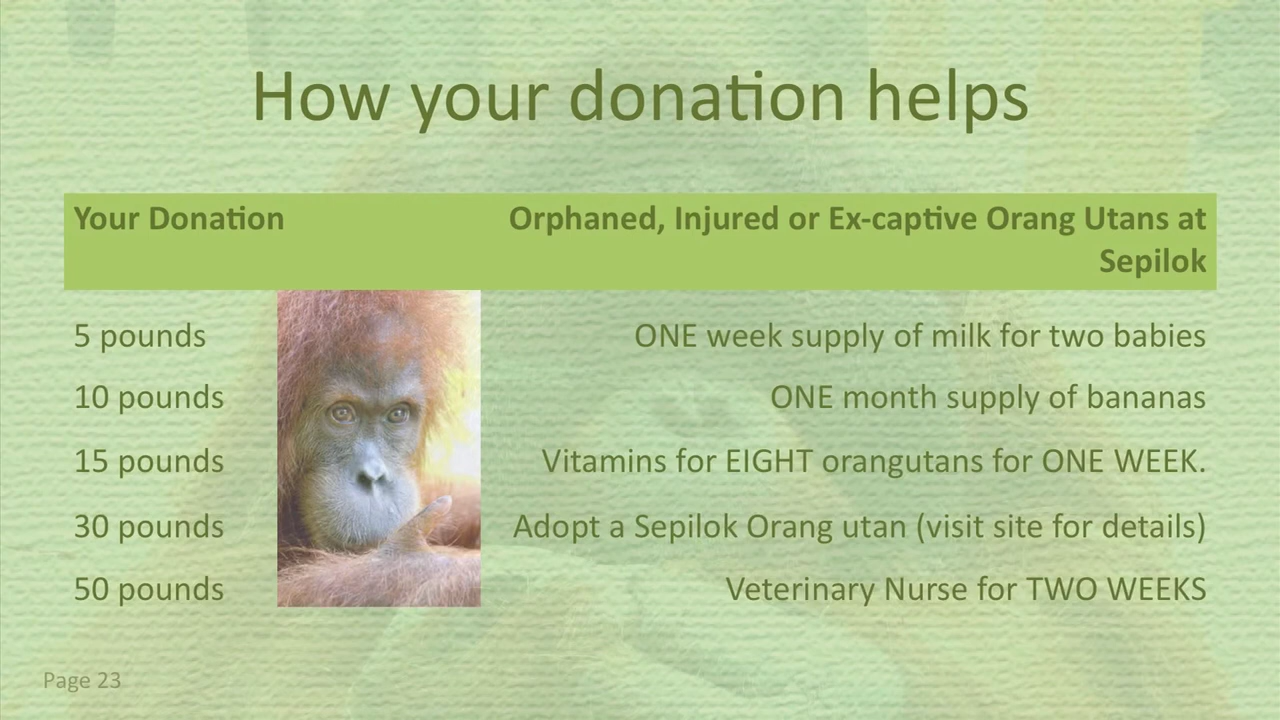 How your donation helps
Your Donation
Orphaned, Injured or Ex-captive Orang Utans at
Sepilok
5 pounds
ONE week supply of milk for two babies
10 pounds
ONE month supply of bananas
15 pounds
Vitamins for EIGHT orangutans for ONE WEEK.
30 pounds
Adopt a Sepilok Orang utan (visit site for details)
50 pounds
Veterinary Nurse for TWO WEEKS
Page 23